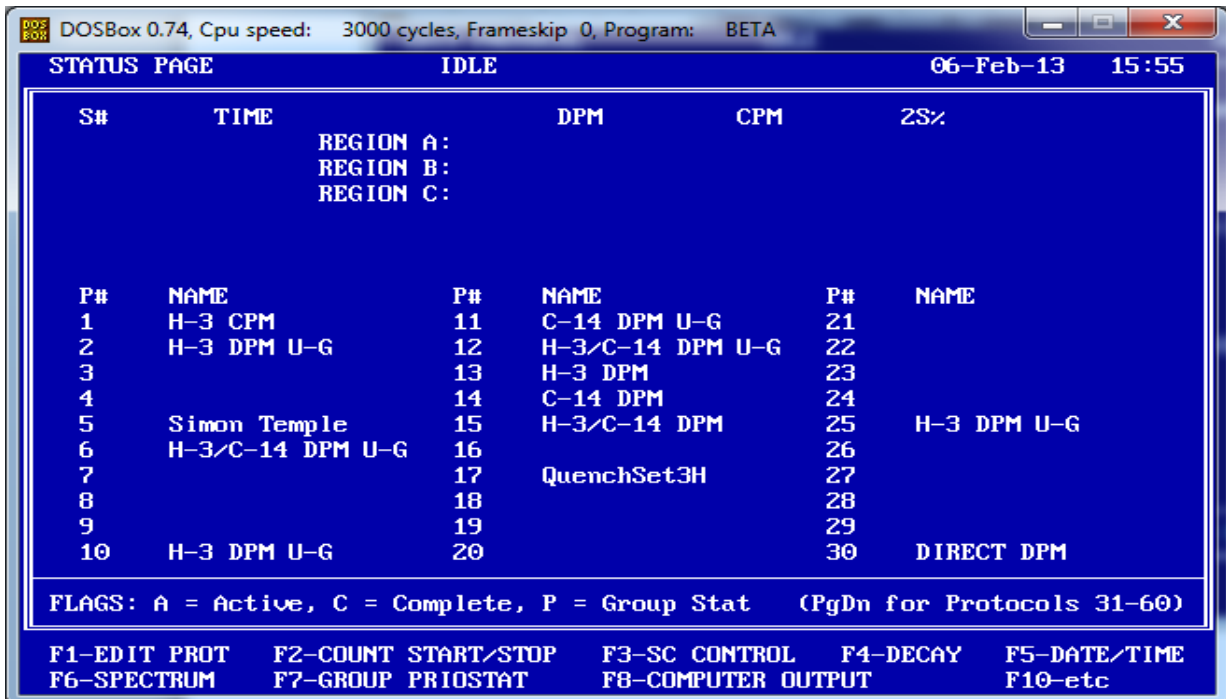 DOSBox 0.74, Cpu speed: 3000 cycles, Frameskip 0, Program: BETA
STATUS PAGE IDLE 06-Feb-13 15:55
S# TIME DPM CPM 2S%
REGION A:
REGION B:
REGION C:
P# NAME P# NAME P# NAME
1 H-3 CPM 11 C-14 DPM U-G 21
2 H-3 DPM U-G 12 H-3/C-14 DPM U-G 22
3 13 H-3 DPM 23
4 14 C-14 DPM 24
5 Simon Temple 15 H-3/C-14 DPM 25 H-3 DPM U-G
6 H-3/C-14 DPM U-G 16 26
7 17 QuenchSet3H 27
8 18 28
9 19 29
10 H-3 DPM U-G 20 30 DIRECT DPM
FLAGS: A = Active, C = Complete, P = Group Stat (PgDn for Protocols 31-60)
F1-EDIT PROT F2-COUNT START/STOP F3-SC CONTROL F4-DECAY F5-DATE/TIME
F6-SPECTRUM F7-GROUP PRIOSTAT F8-COMPUTER OUTPUT F10-etc